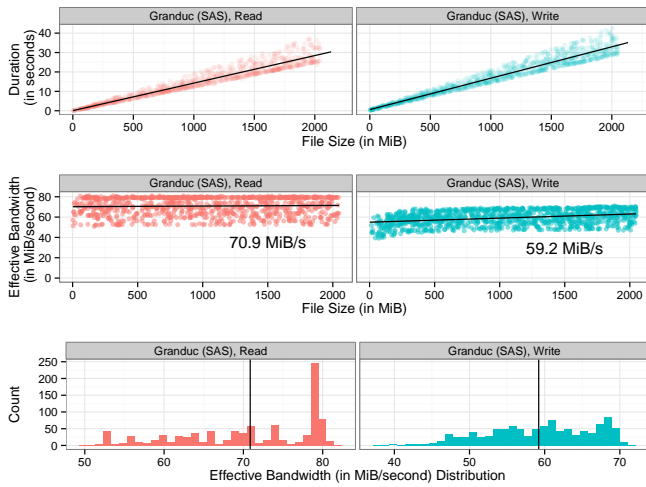 Granduc (SAS), Read
Granduc (SAS), Write
Duration
(in seconds)
40
30
20
10
0
0 500 1000 1500 2000 0 500 1000 1500 2000
File Size (in MiB)
Granduc (SAS), Read
Granduc (SAS), Write
Effective Bandwidth
(in MiB/second)
80
60
40
20
0
70.9 MiB/s
59.2 MiB/s
0 500 1000 1500 2000 0 500 1000 1500 2000
File Size (in MiB)
Granduc (SAS), Read
Granduc (SAS), Write
Count
250
200
150
100
50
0
50 60 70 80 40 50 60 70
Effective Bandwidth (in MiB/second) Distribution